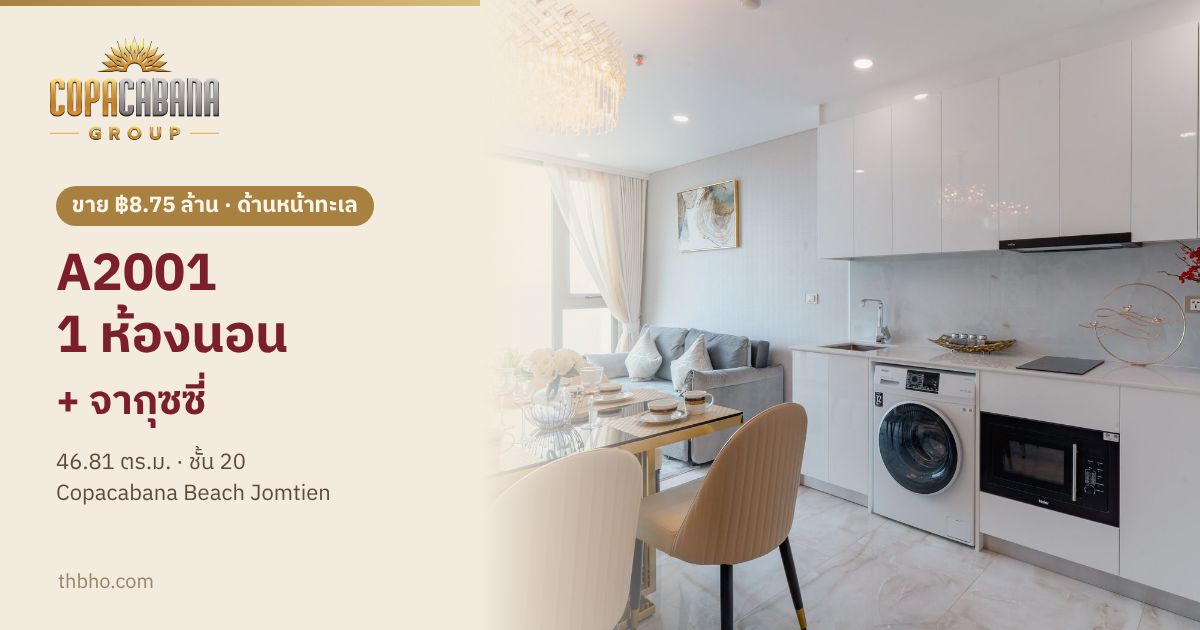 COPACABANA
GROUP
ขาย ฿8.75 ล้าน · ด้านหน้าทะเล
A2001
1 ห้องนอน
+ จากุซซี่
46.81 ตร.ม. · ชั้น 20
Copacabana Beach Jomtien
thbho.com